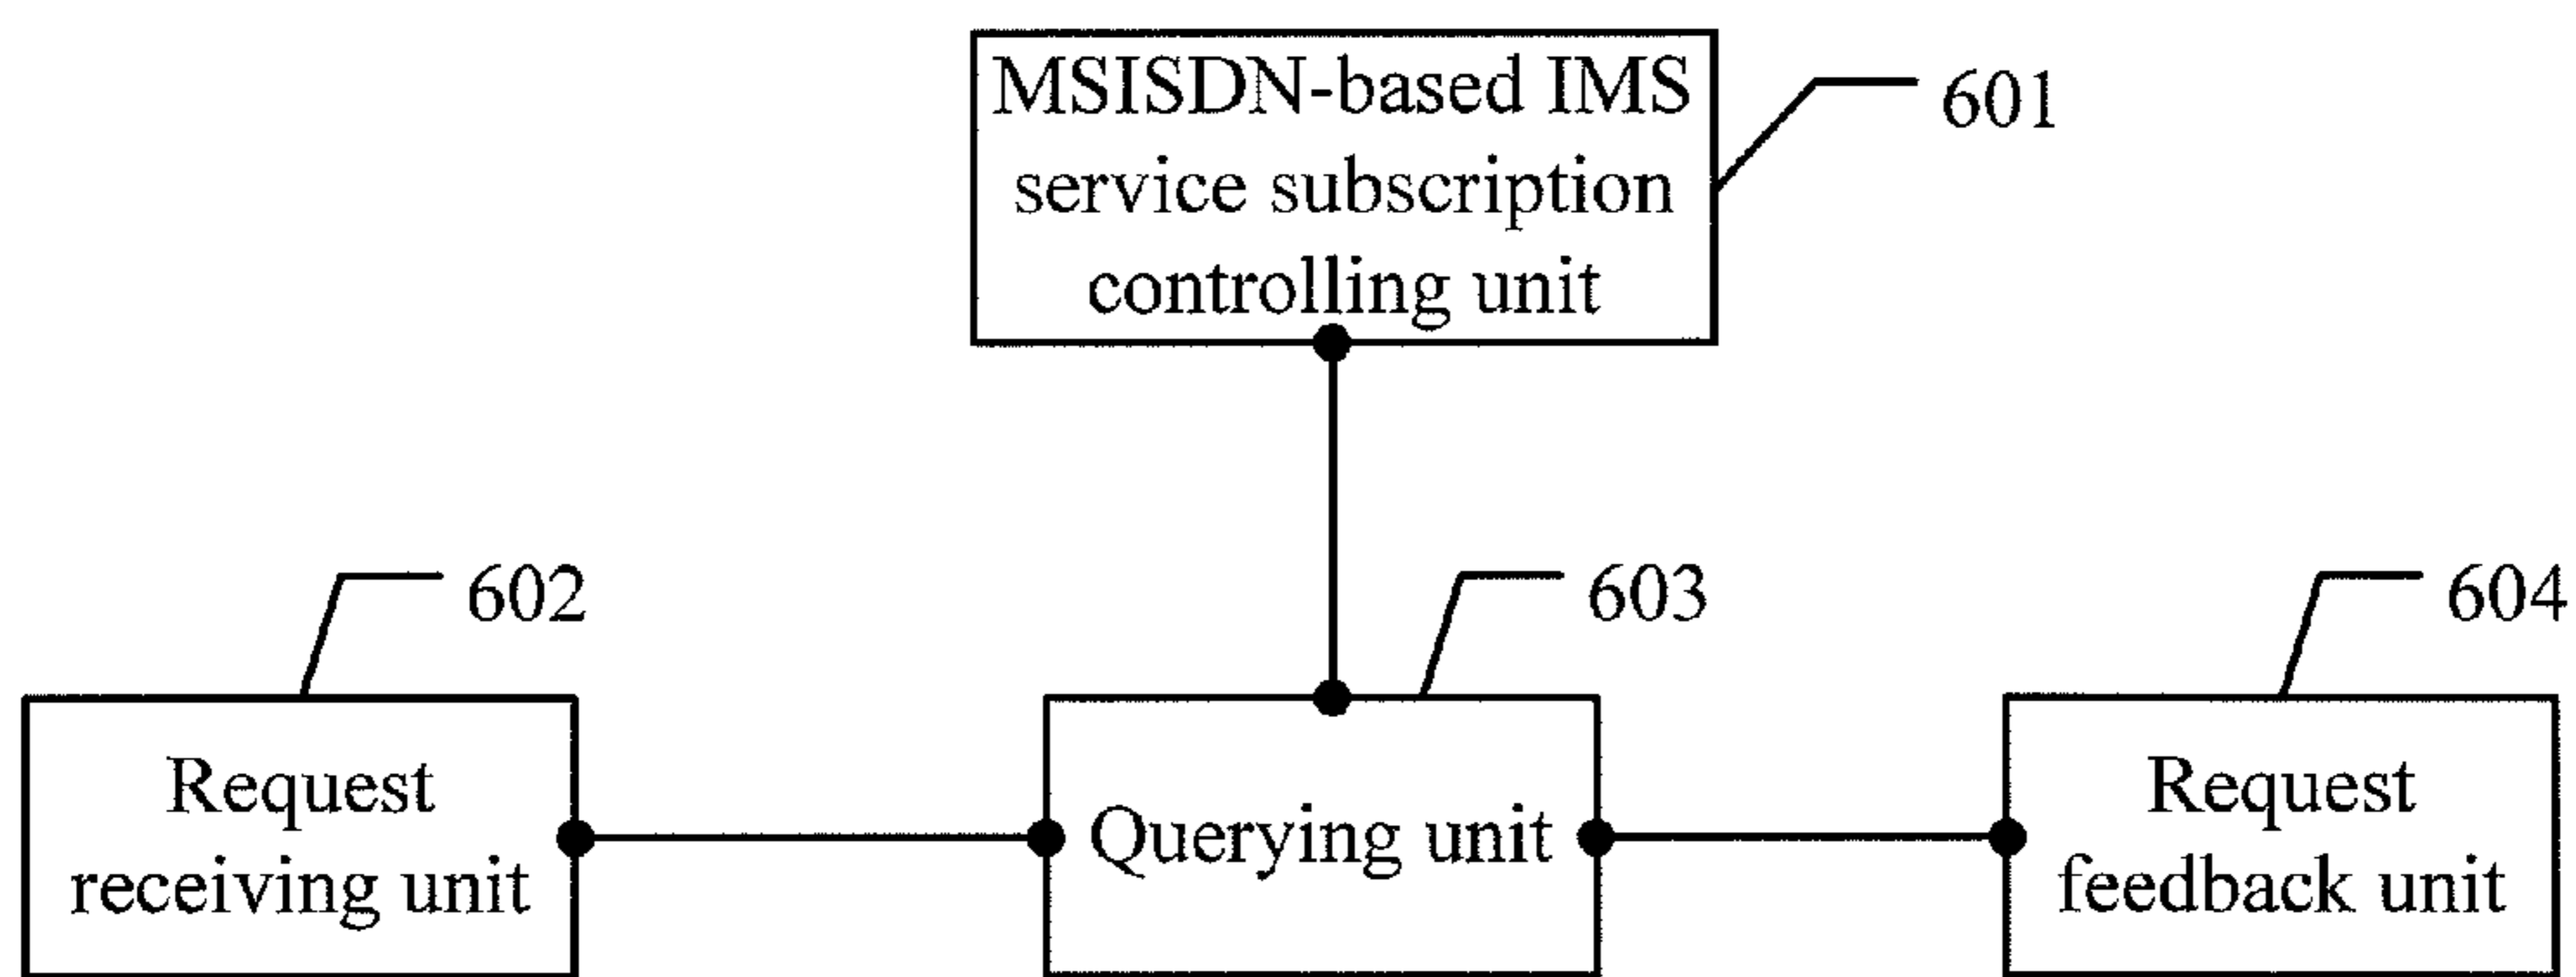 MSISDN-based IMS
service subscription
controlling unit
601
602
603
604
Request
receiving unit
Querying unit
Request
feedback unit